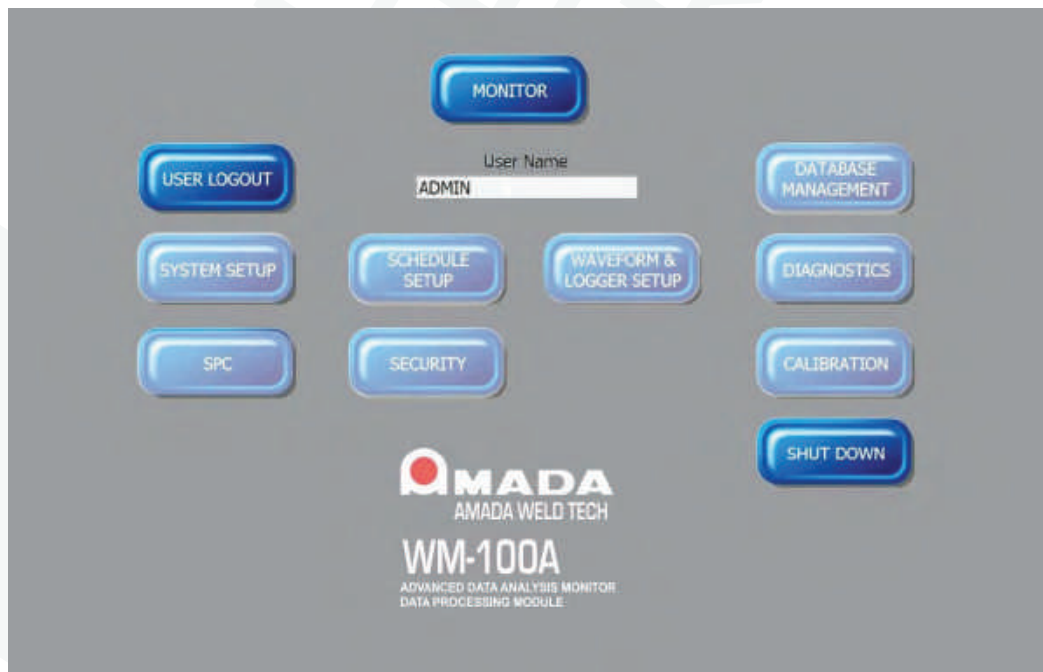 MONITOR
User Name
USER LOGOUT
ADMIN
DATABASE
MANAGEMENT
SYSTEM SETUP
SCHEDULE
SETUP
WAVEFORM &
LOGGER SETUP
DIAGNOSTICS
SPC
SECURITY
CALIBRATION
SHUT DOWN
AMADA
AMADA WELD TECH
WM-100A
ADVANCED DATA ANALYSIS MONITOR
DATA PROCESSING MODULE